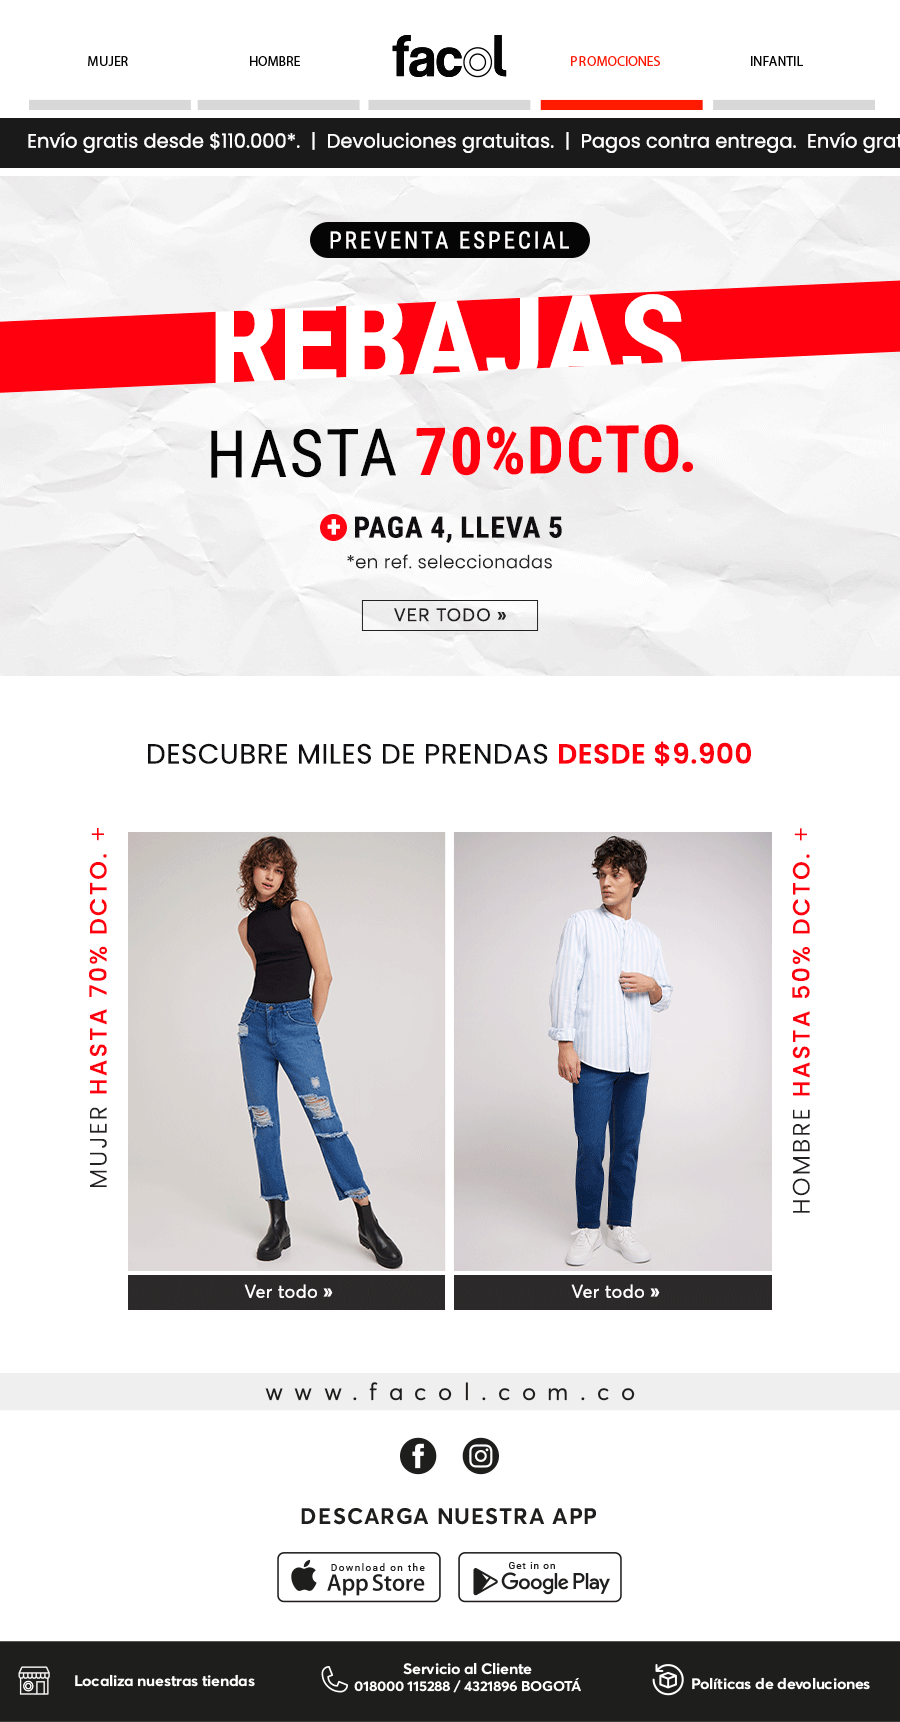 MUJER
HOMBRE
facol
PROMOCIONES
INFANTIL
Envío gratis desde $110.000*. | Devoluciones gratuitas. | Pagos contra entrega. Envío grat
PREVENTA ESPECIAL
REBAJAS
HASTA 70%DCTO.
+ PAGA 4, LLEVA 5
*en ref. seleccionadas
VER TODO »
DESCUBRE MILES DE PRENDAS DESDE $9.900
MUJER HASTA 70% DCTO. +
HOMBRE HASTA 50% DCTO. +
Ver todo »
Ver todo »
www.facol.com.co
DESCARGA NUESTRA APP
Download on the
App Store
Get in on
Google Play
Localiza nuestras tiendas
Servicio al Cliente
018000 115288 / 4321896 BOGOTÁ
Políticas de devoluciones